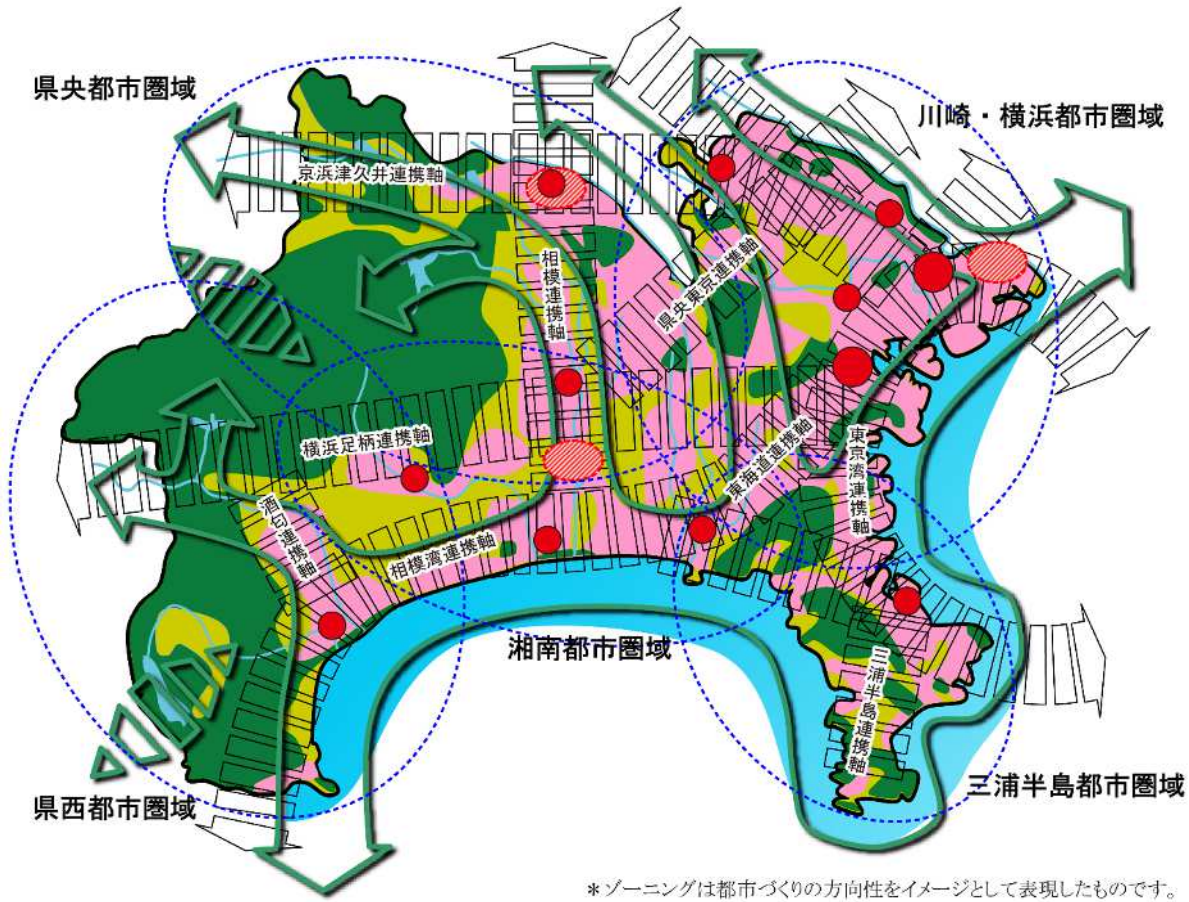 県央都市圏域
川崎・横浜都市圏域
京浜津久井連携軸
相模連携軸
県央東京連携軸
横浜足柄連携軸
東海道連携軸
東京湾連携軸
酒匂連携軸
相模湾連携軸
湘南都市圏域
三浦半島連携軸
三浦半島都市圏域
県西都市圏域
＊ゾーニングは都市づくりの方向性をイメージとして表現したものです。